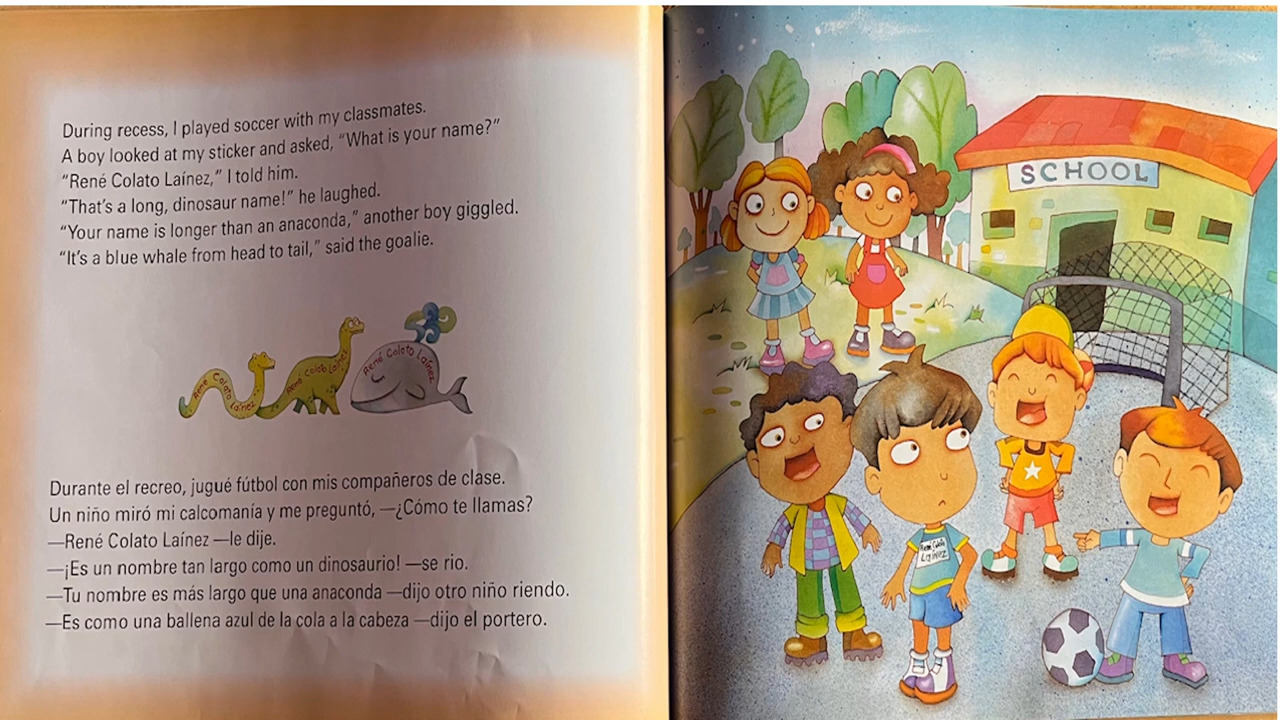 During recess, I played soccer with my classmates.
A boy looked at my sticker and asked, “What is your name?”
“René Colato Laínez,” I told him.
“That’s a long, dinosaur name!” he laughed.
“Your name is longer than an anaconda,” another boy giggled.
“It’s a blue whale from head to tail,” said the goalie.
René Colato Laínez
René Colato Laínez
René Colato Laínez
Durante el recreo, jugué fútbol con mis compañeros de clase.
Un niño miró mi calcomanía y me preguntó, —¿Cómo te llamas?
—René Colato Laínez —le dije.
—¡Es un nombre tan largo como un dinosaurio! —se rio.
—Tu nombre es más largo que una anaconda —dijo otro niño riendo.
—Es como una ballena azul de la cola a la cabeza —dijo el portero.
SCHOOL
René Colato
Laínez